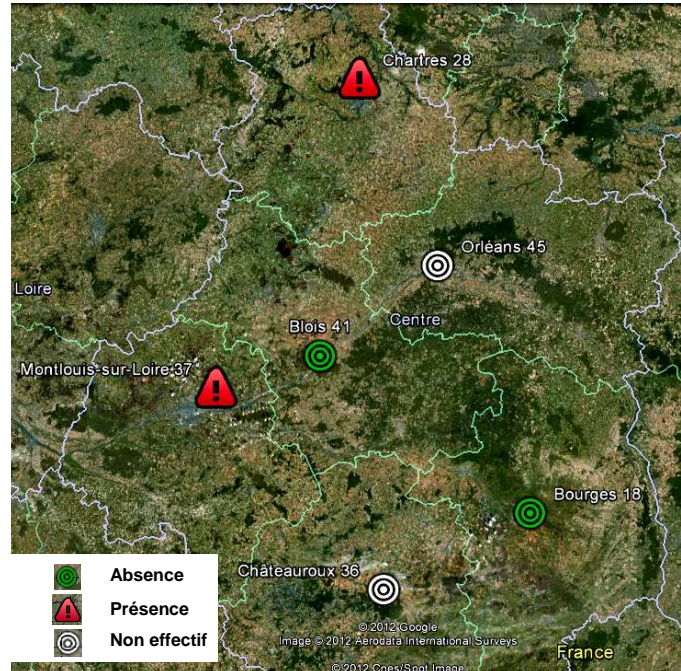 Chartres 28
Orléans 45
Loire
Blois 41
Centre
Montlouis-sur-Loire 37
Bourges 18
Châteauroux 36
Absence
Présence
Non effectif
© 2012 Google
Image © 2012 Aerodata International Surveys
France
© 2012 Cnes/Spot Image